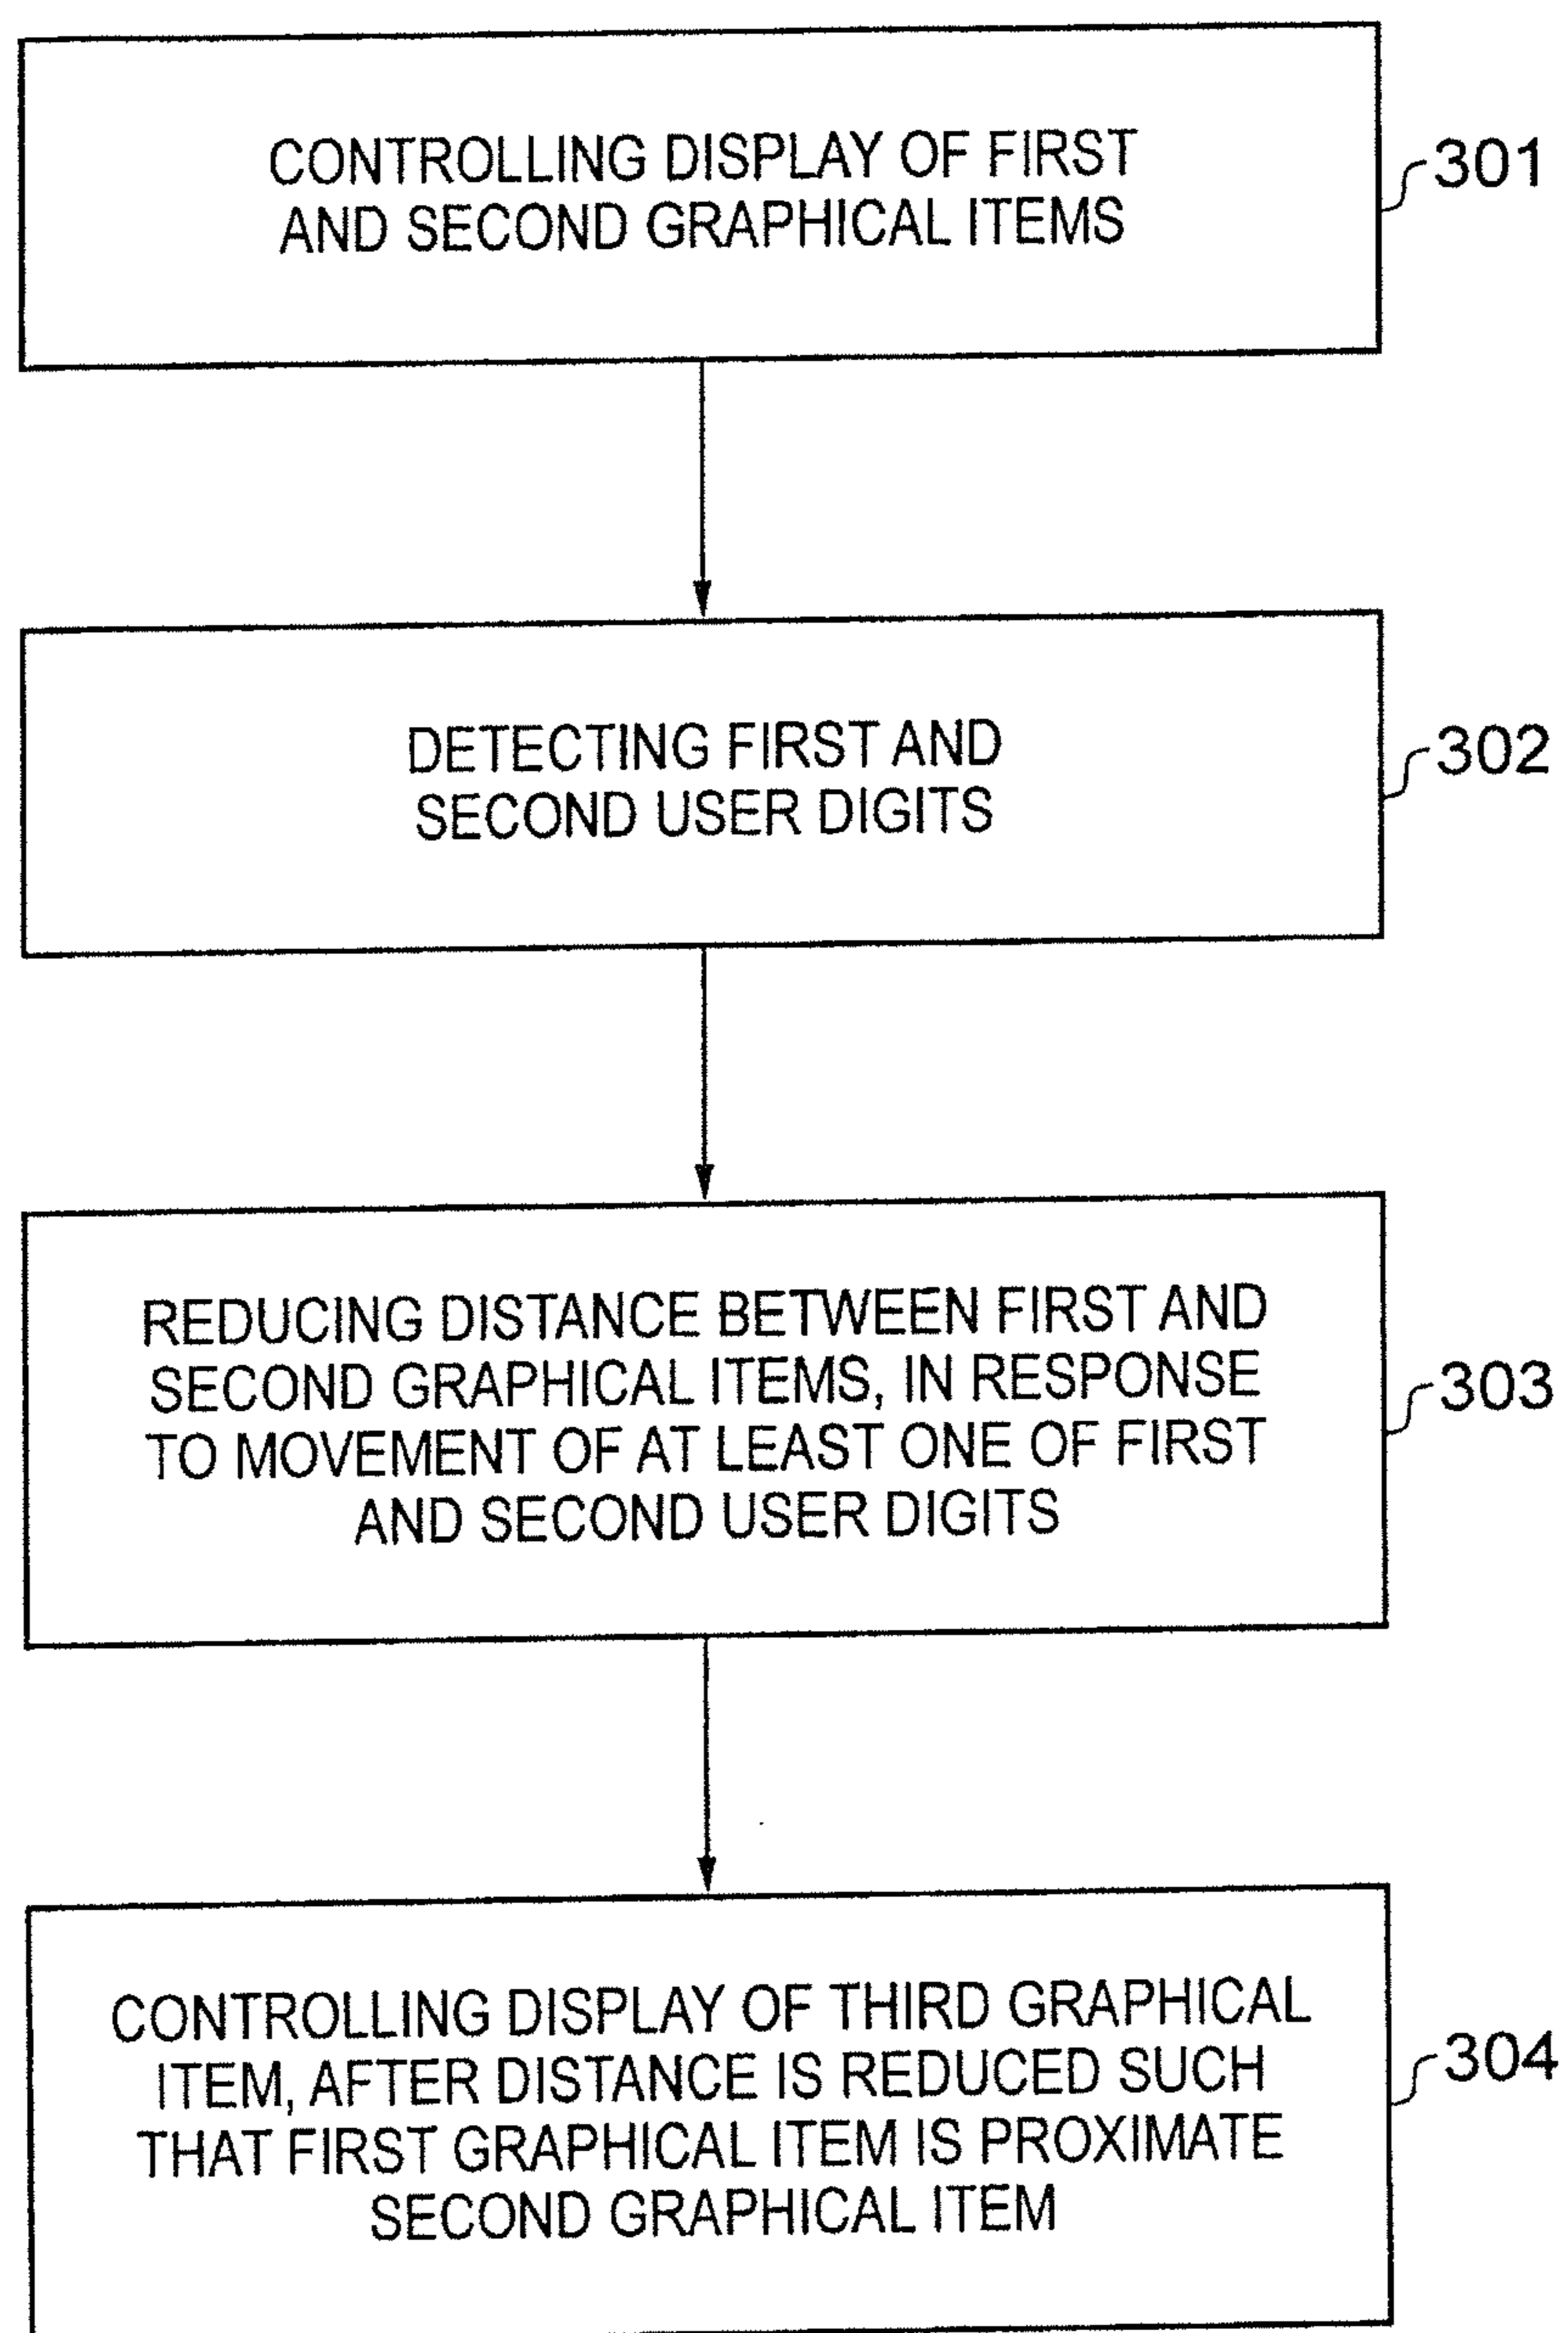 CONTROLLING DISPLAY OF FIRST
AND SECOND GRAPHICAL ITEMS
301
DETECTING FIRST AND
SECOND USER DIGITS
302
REDUCING DISTANCE BETWEEN FIRST AND
SECOND GRAPHICAL ITEMS, IN RESPONSE
TO MOVEMENT OF AT LEAST ONE OF FIRST
AND SECOND USER DIGITS
303
CONTROLLING DISPLAY OF THIRD GRAPHICAL
ITEM, AFTER DISTANCE IS REDUCED SUCH
THAT FIRST GRAPHICAL ITEM IS PROXIMATE
SECOND GRAPHICAL ITEM
304